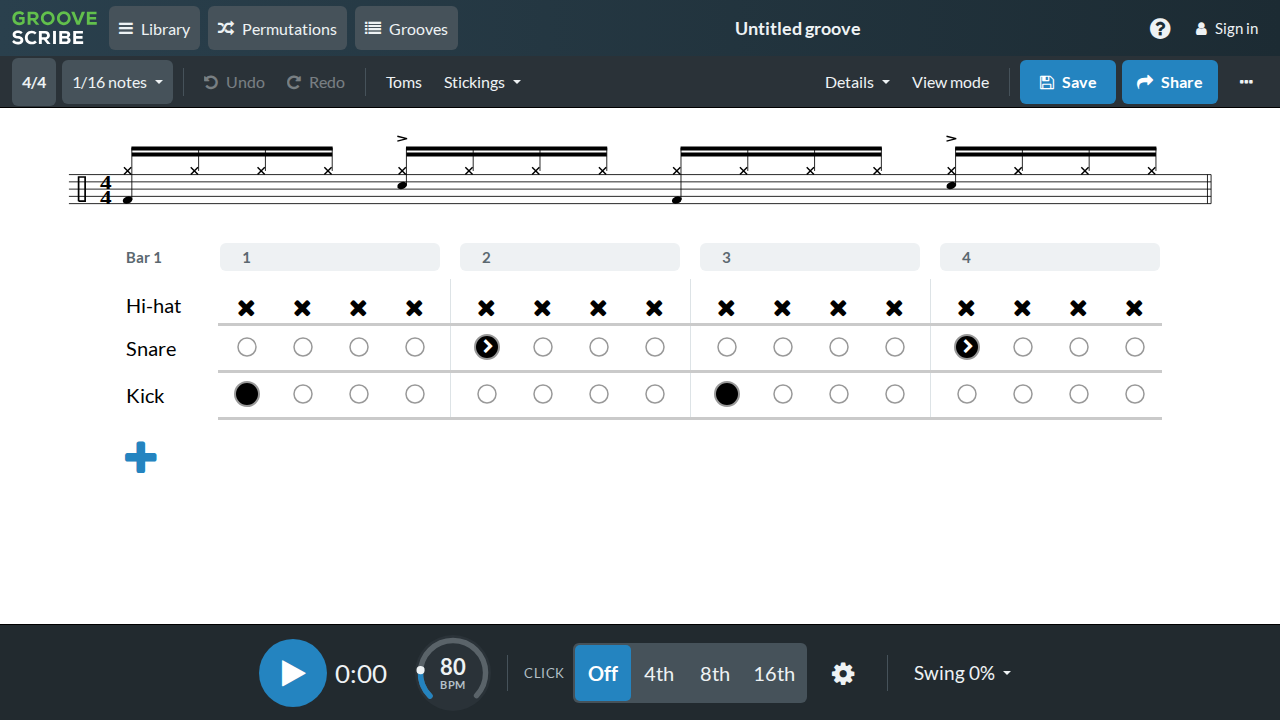 GROOVE
SCRIBE
Library
Permutations
Grooves
Untitled groove
?
Sign in
4/4
1/16 notes
Undo
Redo
Toms
Stickings
Details
View mode
Save
Share
4
4
Bar 1
1
2
3
4
Hi-hat
Snare
Kick
0:00
80
BPM
CLICK
Off
4th
8th
16th
Swing 0%